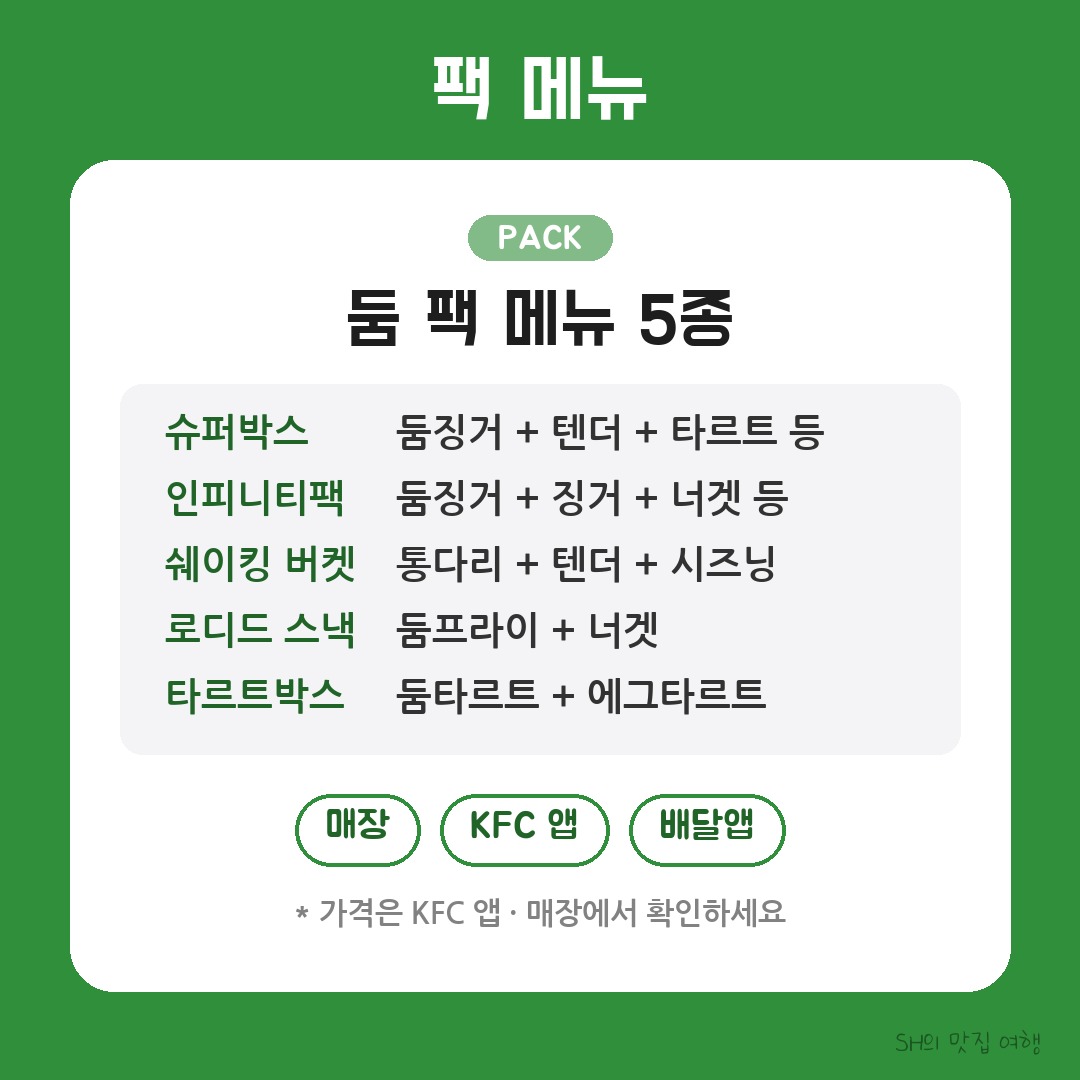 팩 메뉴
PACK
둠 팩 메뉴 5종
슈퍼박스 둠징거 + 텐더 + 타르트 등
인피니티팩 둠징거 + 징거 + 너겟 등
쉐이킹 버켓 통다리 + 텐더 + 시즈닝
로디드 스낵 둠프라이 + 너겟
타르트박스 둠타르트 + 에그타르트
매장 KFC 앱 배달앱
* 가격은 KFC 앱 · 매장에서 확인하세요
SH의 맛집 여행